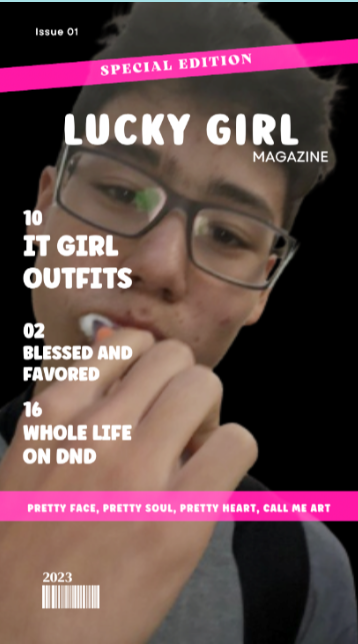 Issue 01
SPECIAL EDITION
LUCKY GIRL
MAGAZINE
10
IT GIRL
OUTFITS
02
BLESSED AND
FAVORED
16
WHOLE LIFE
ON DND
PRETTY FACE, PRETTY SOUL, PRETTY HEART, CALL ME ART
2023